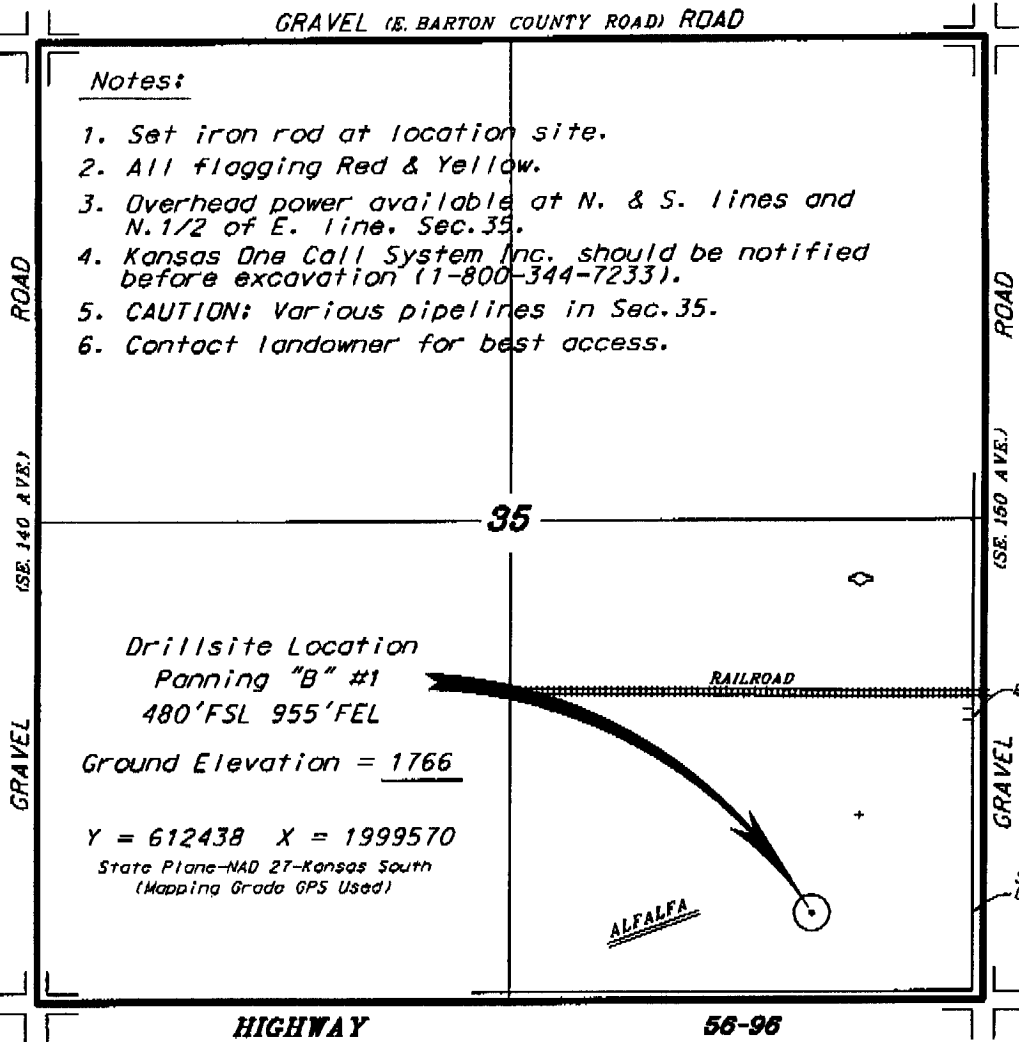 GRAVEL (E. BARTON COUNTY ROAD) ROAD
Notes:
1. Set iron rod at location site.
2. All flagging Red & Yellow.
3. Overhead power available at N. & S. lines and
N.1/2 of E. line, Sec.35.
4. Kansas One Call System Inc. should be notified
before excavation (1-800-344-7233).
5. CAUTION: Various pipelines in Sec.35.
6. Contact landowner for best access.
ROAD
(SE. 140 AVE.)
GRAVEL
ROAD
(SE. 160 AVE.)
GRAVEL
35
Drillsite Location
Panning "B" #1
480'FSL 955'FEL
Ground Elevation = 1766
Y = 612438 X = 1999570
State Plane-NAD 27-Kansas South
(Mapping Grade GPS Used)
RAILROAD
ALFALFA
HIGHWAY 56-96